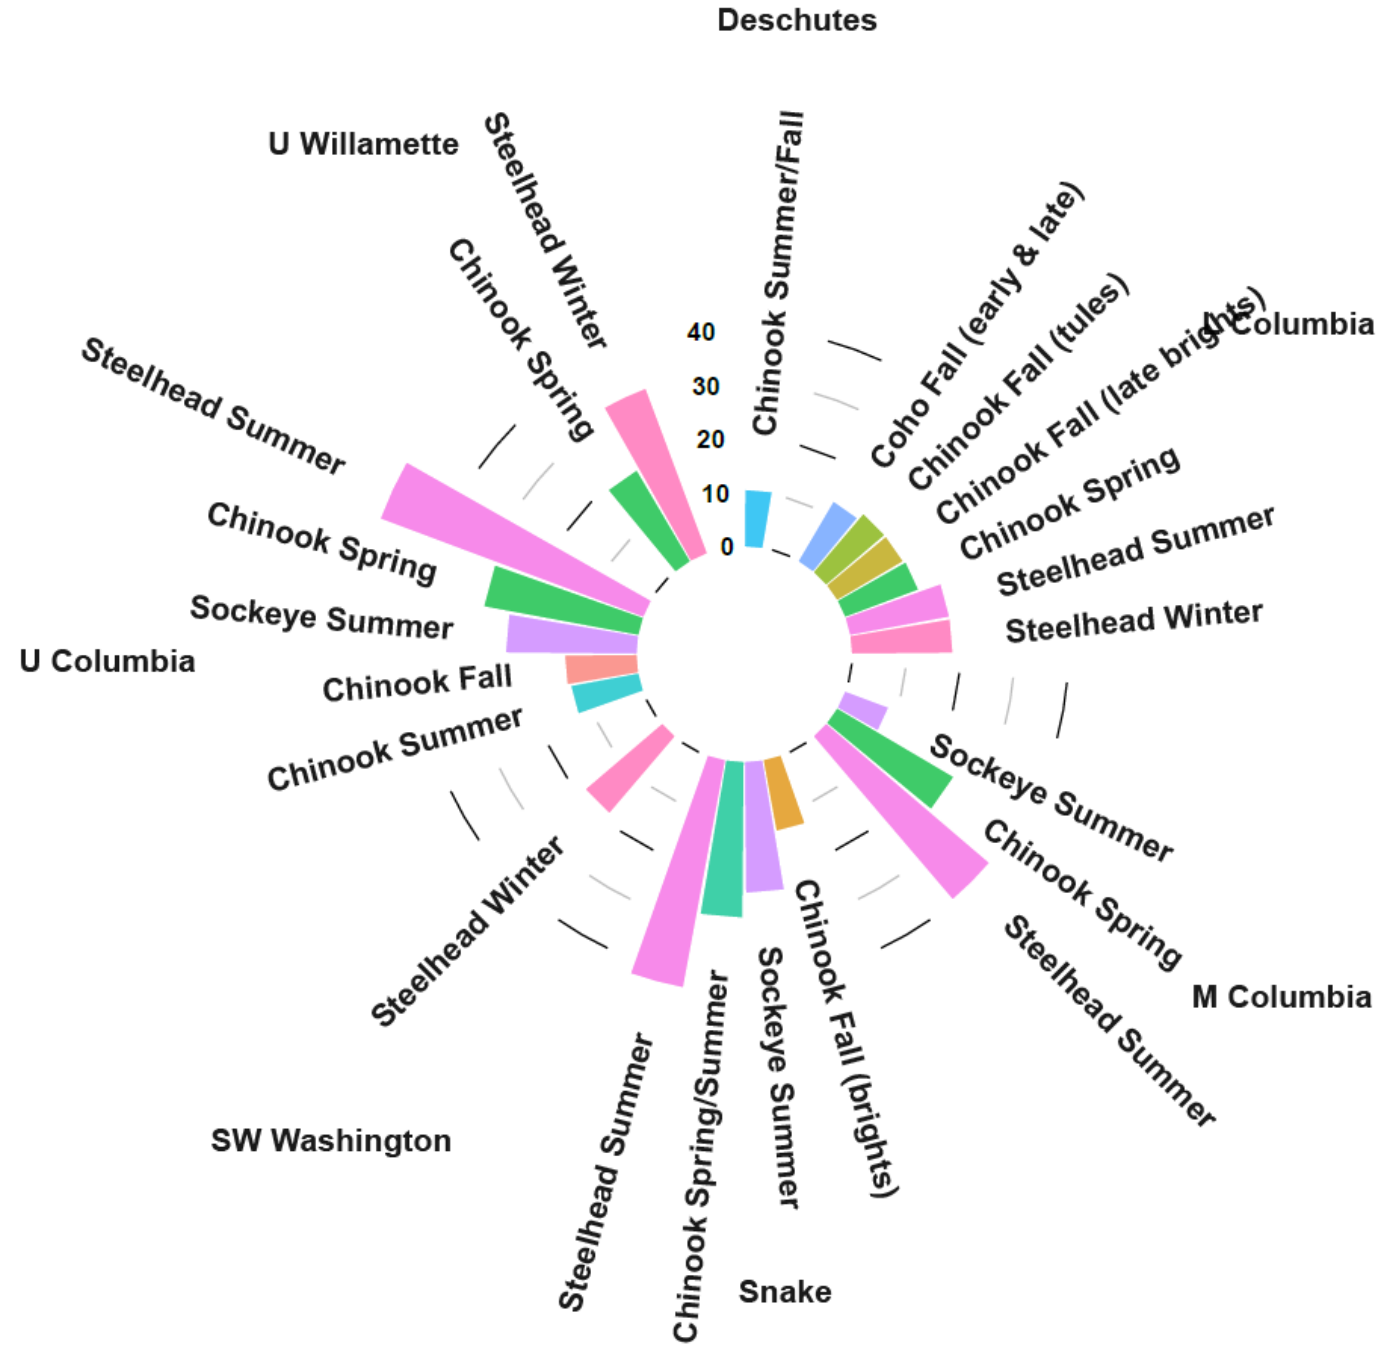 Deschutes
U Willamette
Steelhead Winter
Chinook Spring
Chinook Summer/Fall
Coho Fall (early & late)
Chinook Fall (tules)
Chinook Fall (late brights)
L Columbia
Chinook Spring
Steelhead Summer
Steelhead Winter
40
30
20
10
0
Steelhead Summer
Chinook Spring
Sockeye Summer
U Columbia
Chinook Fall
Chinook Summer
Sockeye Summer
Chinook Spring
Steelhead Summer
M Columbia
Steelhead Winter
SW Washington
Steelhead Summer
Chinook Spring/Summer
Sockeye Summer
Chinook Fall (brights)
Snake